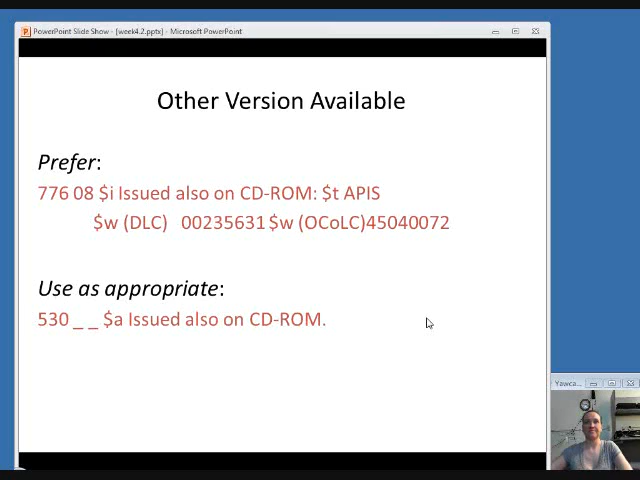 PowerPoint Slide Show - [week4.2.pptx] - Microsoft PowerPoint
Other Version Available
Prefer:
776 08 $i Issued also on CD-ROM: $t APIS
$w (DLC) 00235631 $w (OCoLC)45040072
Use as appropriate:
530 _ _ $a Issued also on CD-ROM.
Yawca